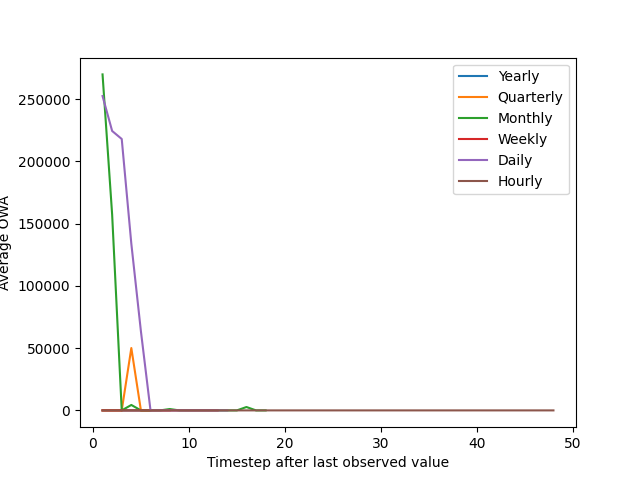 250000
200000
150000
100000
50000
0
Average OWA
0 10 20 30 40 50
Timestep after last observed value
Yearly
Quarterly
Monthly
Weekly
Daily
Hourly